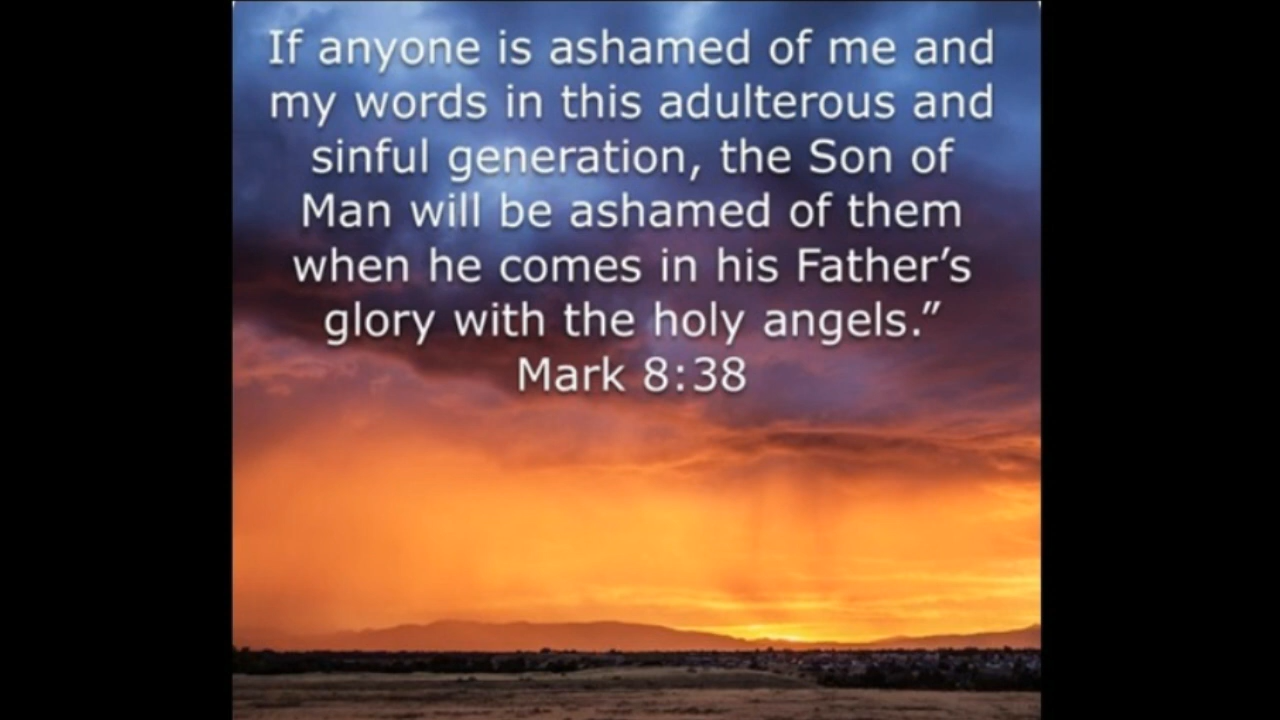 If anyone is ashamed of me and
my words in this adulterous and
sinful generation, the Son of
Man will be ashamed of them
when he comes in his Father’s
glory with the holy angels.”
Mark 8:38